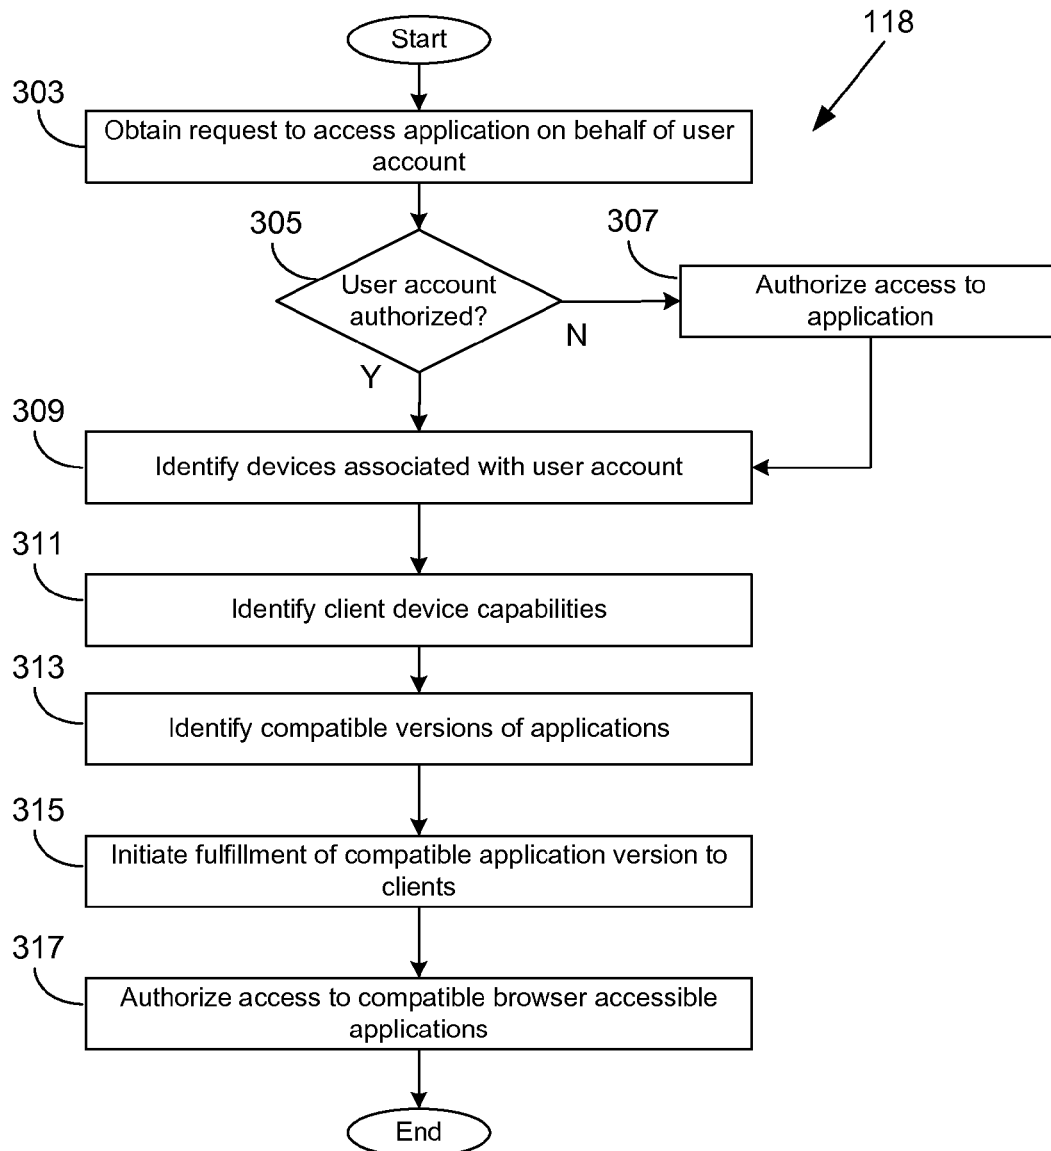 Start
118
303
Obtain request to access application on behalf of user
account
305
User account
authorized?
307
Authorize access to
application
N
Y
309
Identify devices associated with user account
311
Identify client device capabilities
313
Identify compatible versions of applications
315
Initiate fulfillment of compatible application version to
clients
317
Authorize access to compatible browser accessible
applications
End